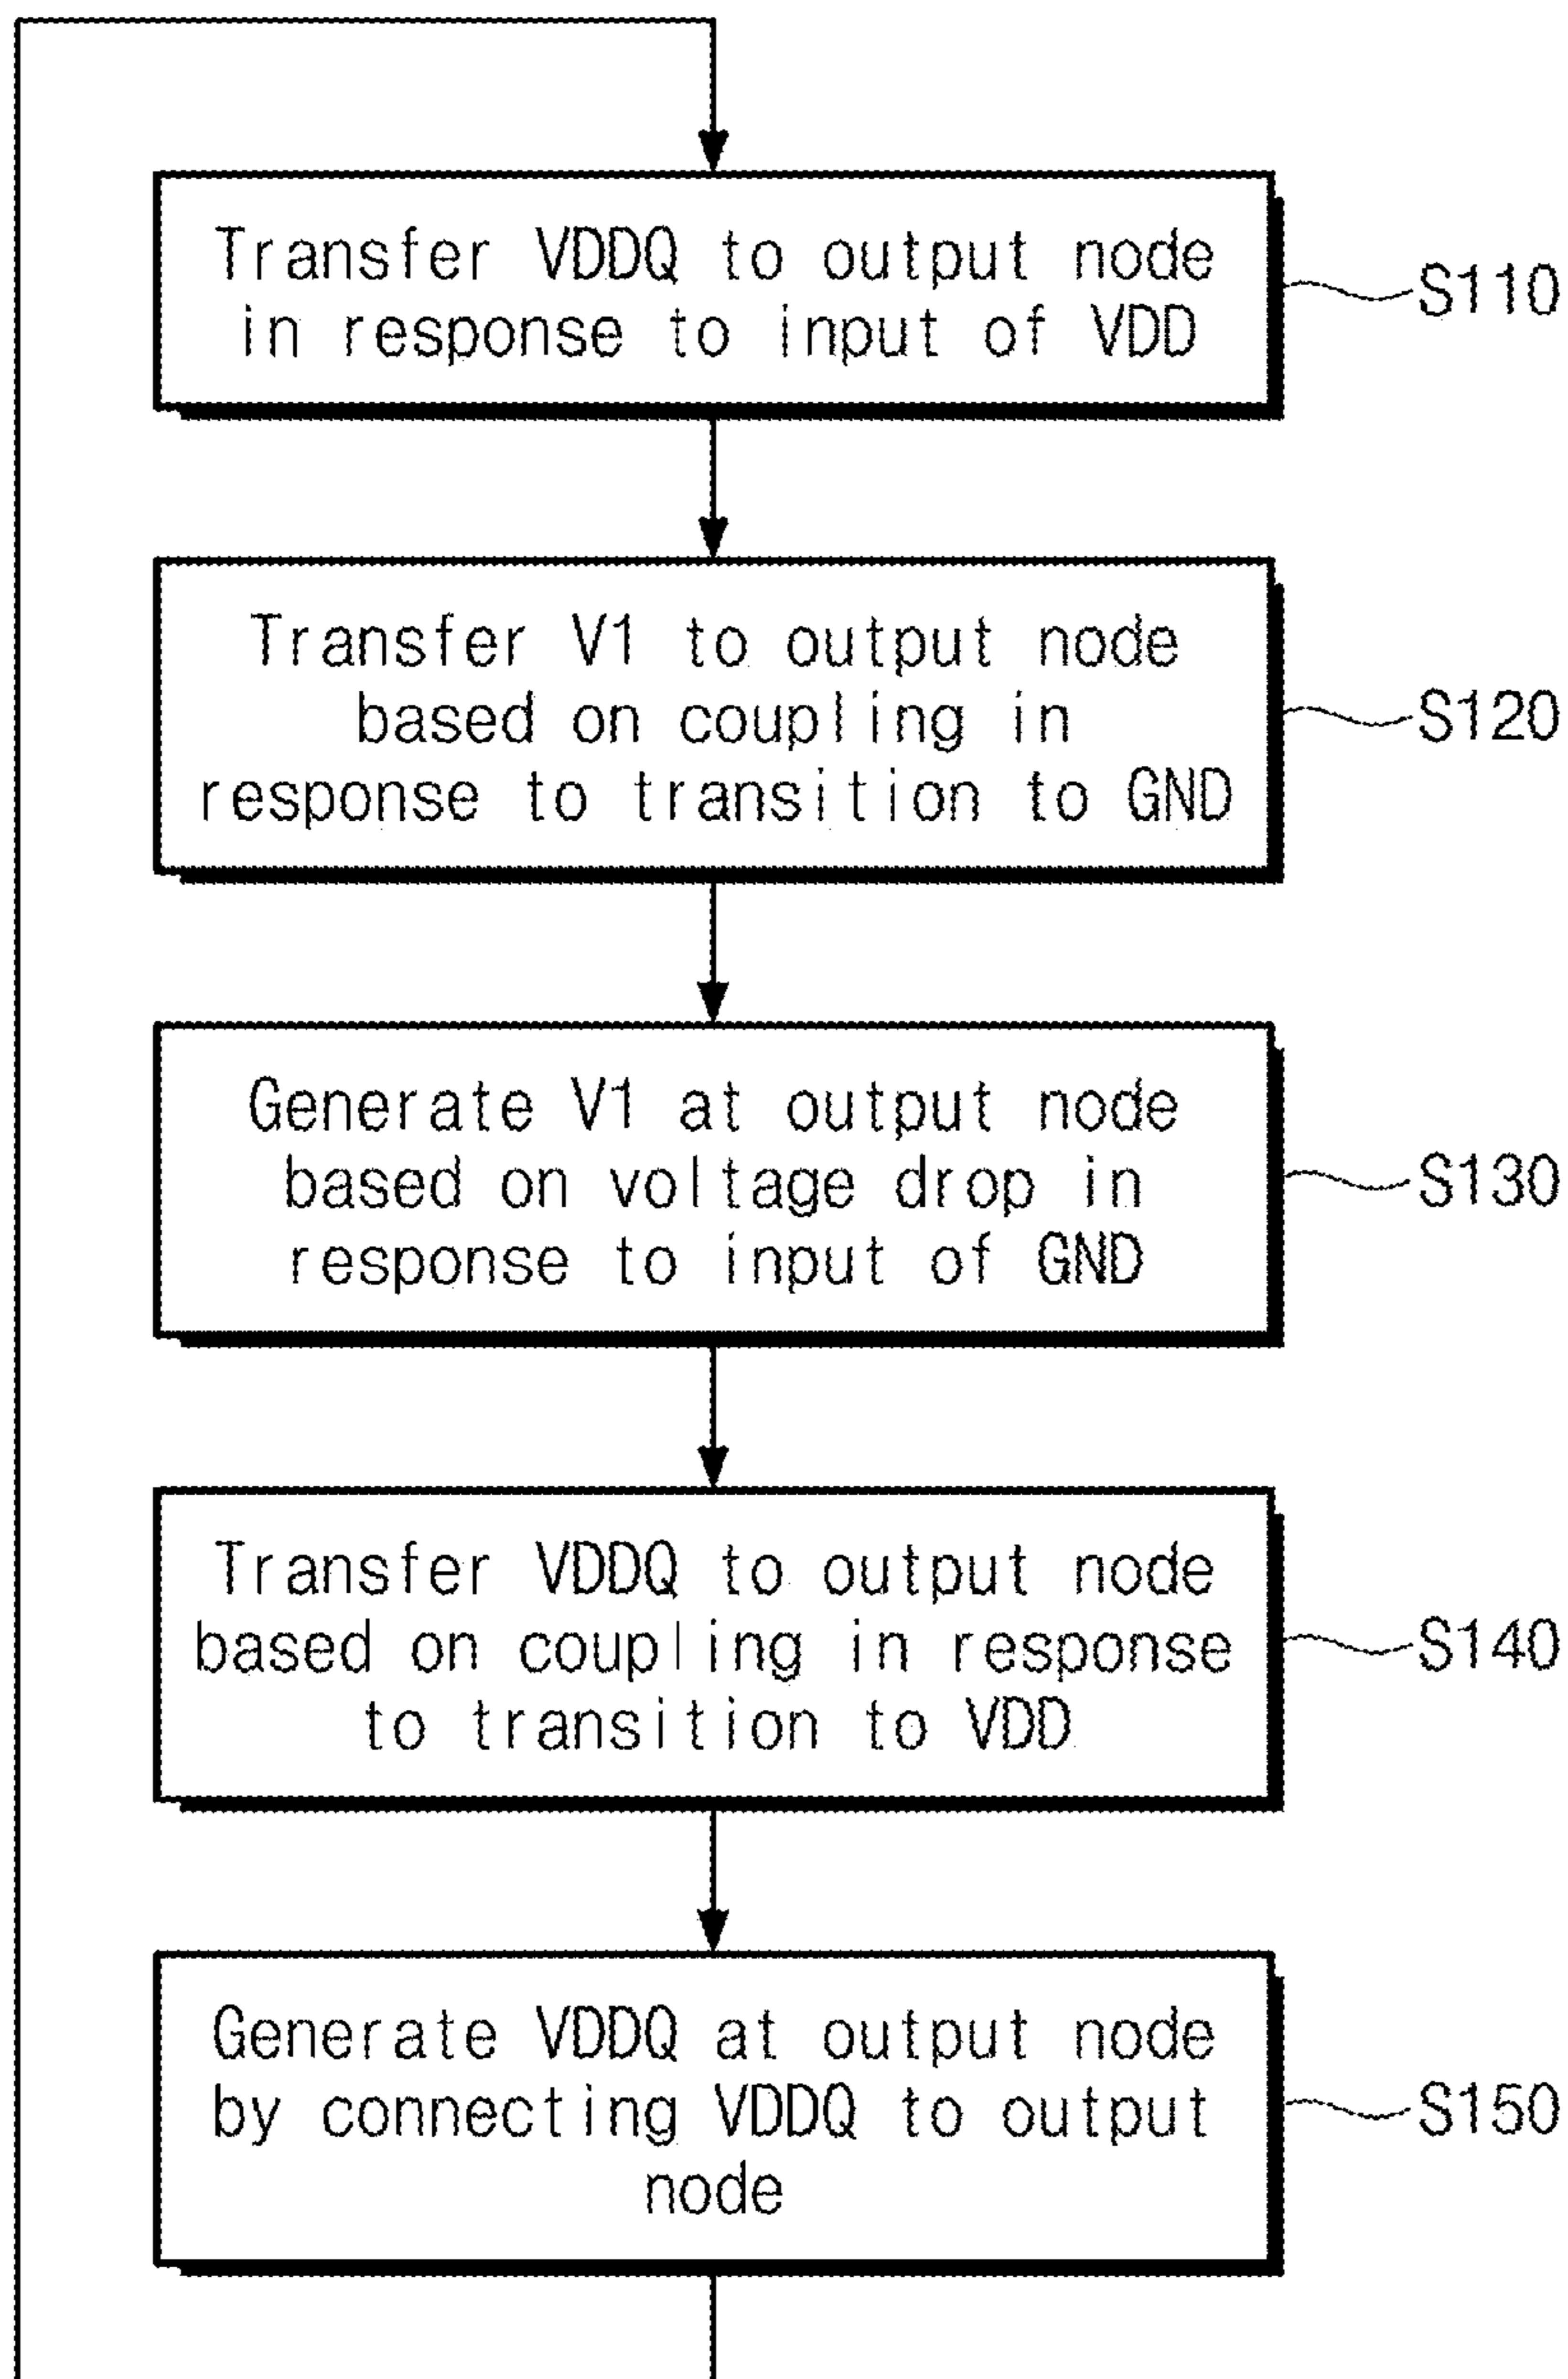 Transfer VDDQ to output node
in response to input of VDD
S110
Transfer V1 to output node
based on coupling in
response to transition to GND
S120
Generate V1 at output node
based on voltage drop in
response to input of GND
S130
Transfer VDDQ to output node
based on coupling in response
to transition to VDD
S140
Generate VDDQ at output node
by connecting VDDQ to output
node
S150